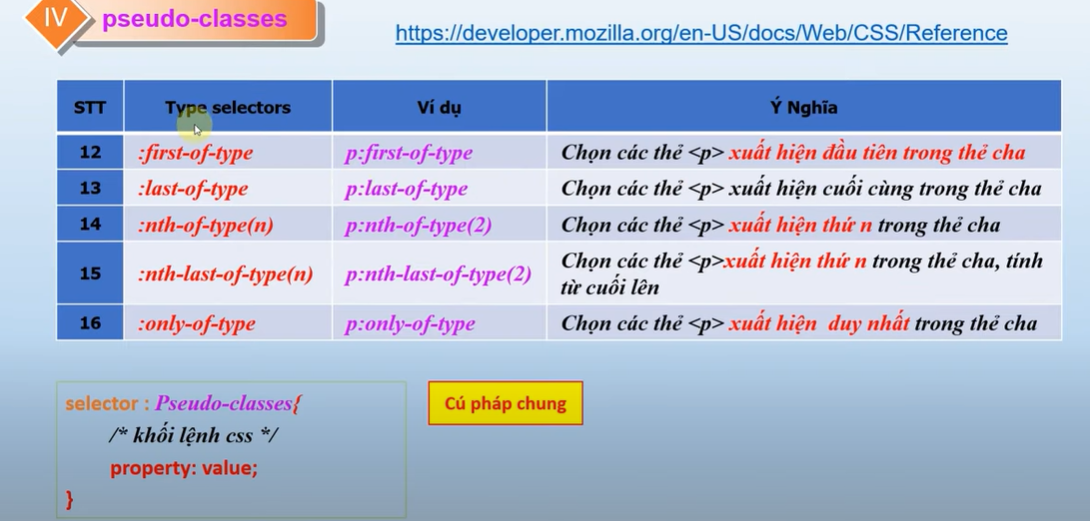 IV pseudo-classes
https://developer.mozilla.org/en-US/docs/Web/CSS/Reference
STT Type selectors Ví dụ Ý Nghĩa
12 :first-of-type p:first-of-type Chọn các thẻ <p> xuất hiện đầu tiên trong thẻ cha
13 :last-of-type p:last-of-type Chọn các thẻ <p> xuất hiện cuối cùng trong thẻ cha
14 :nth-of-type(n) p:nth-of-type(2) Chọn các thẻ <p> xuất hiện thứ n trong thẻ cha
15 :nth-last-of-type(n) p:nth-last-of-type(2) Chọn các thẻ <p>xuất hiện thứ n trong thẻ cha, tính
từ cuối lên
16 :only-of-type p:only-of-type Chọn các thẻ <p> xuất hiện duy nhất trong thẻ cha
selector : Pseudo-classes{
/* khối lệnh css */
property: value;
}
Cú pháp chung